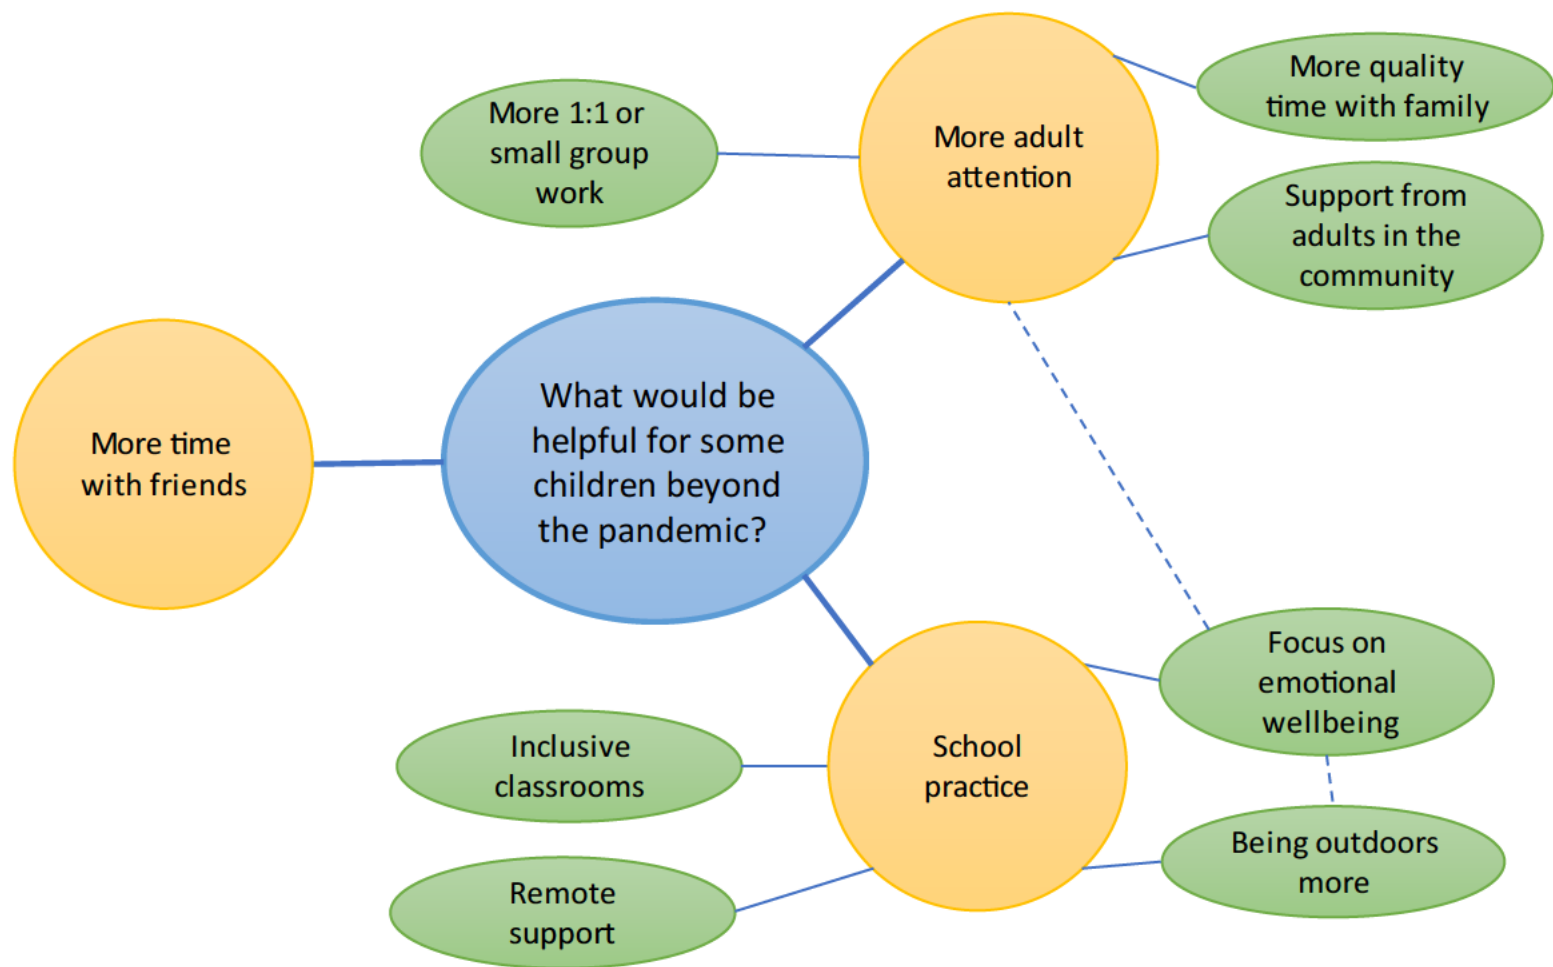 More quality
time with family
More 1:1 or
small group
work
More adult
attention
Support from
adults in the
community
What would be
helpful for some
children beyond
the pandemic?
More time
with friends
Focus on
emotional
wellbeing
Inclusive
classrooms
School
practice
Being outdoors
more
Remote
support